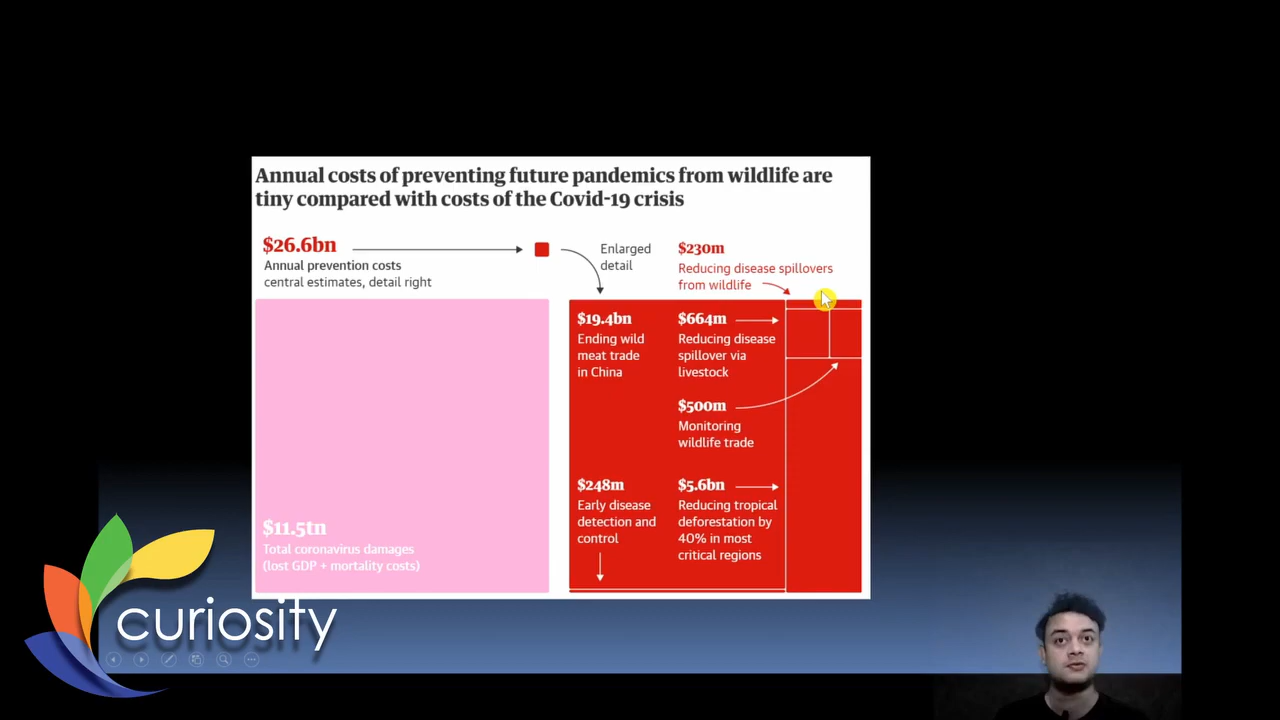 Annual costs of preventing future pandemics from wildlife are
tiny compared with costs of the Covid-19 crisis
$26.6bn
Annual prevention costs
central estimates, detail right
Enlarged
detail
$230m
Reducing disease spillovers
from wildlife
$19.4bn
Ending wild
meat trade
in China
$664m
Reducing disease
spillover via
livestock
$500m
Monitoring
wildlife trade
$248m
Early disease
detection and
control
$5.6bn
Reducing tropical
deforestation by
40% in most
critical regions
$11.5tn
Total coronavirus damages
(lost GDP + mortality costs)
curiosity